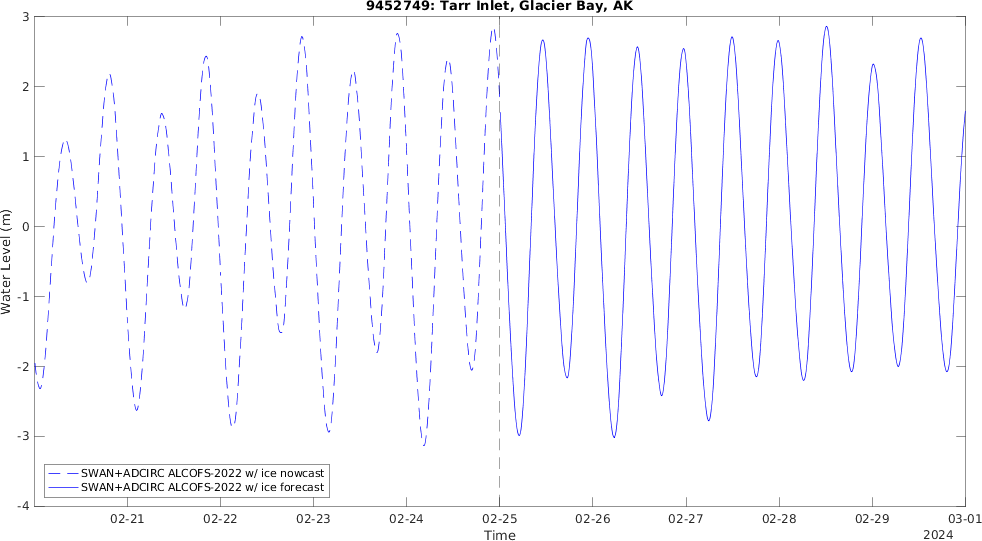 9452749: Tarr Inlet, Glacier Bay, AK
3
2
1
0
-1
-2
-3
-4
Water Level (m)
SWAN+ADCIRC ALCOFS-2022 w/ ice nowcast
SWAN+ADCIRC ALCOFS-2022 w/ ice forecast
02-21 02-22 02-23 02-24 02-25 02-26 02-27 02-28 02-29 03-01
Time
2024